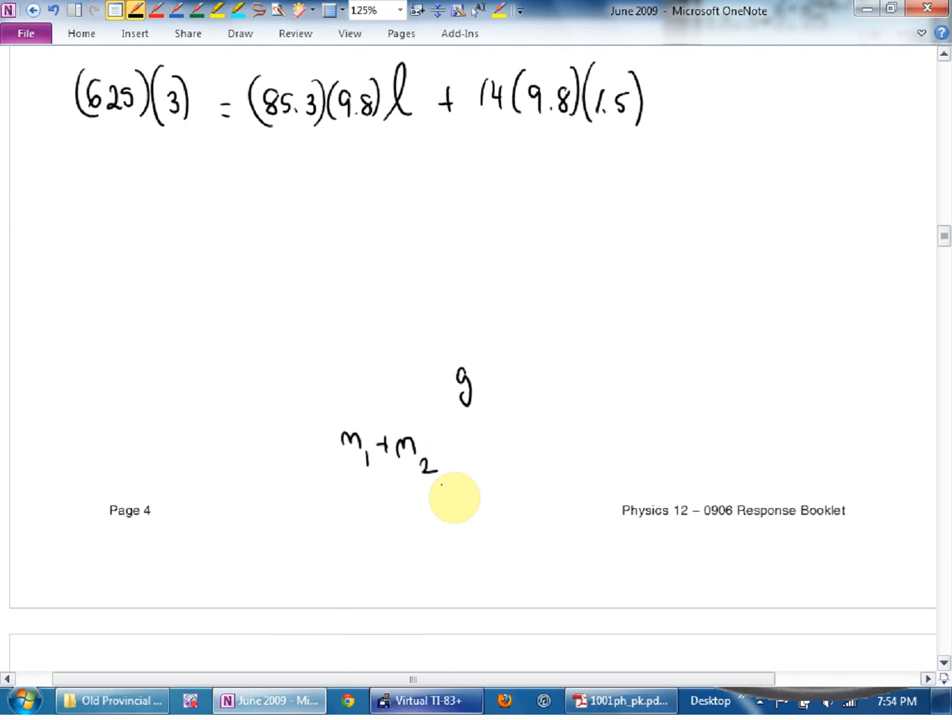 125%
June 2009 - Microsoft OneNote
File Home Insert Share Draw Review View Pages Add-Ins
(625)(3) = (85.3)(9.8)l + 14(9.8)(1.5)
g
m₁+m₂
Page 4
Physics 12 – 0906 Response Booklet
Old Provincial ...
June 2009 - Mi...
Virtual TI-83+
1001ph_pk.pd...
Desktop
7:54 PM